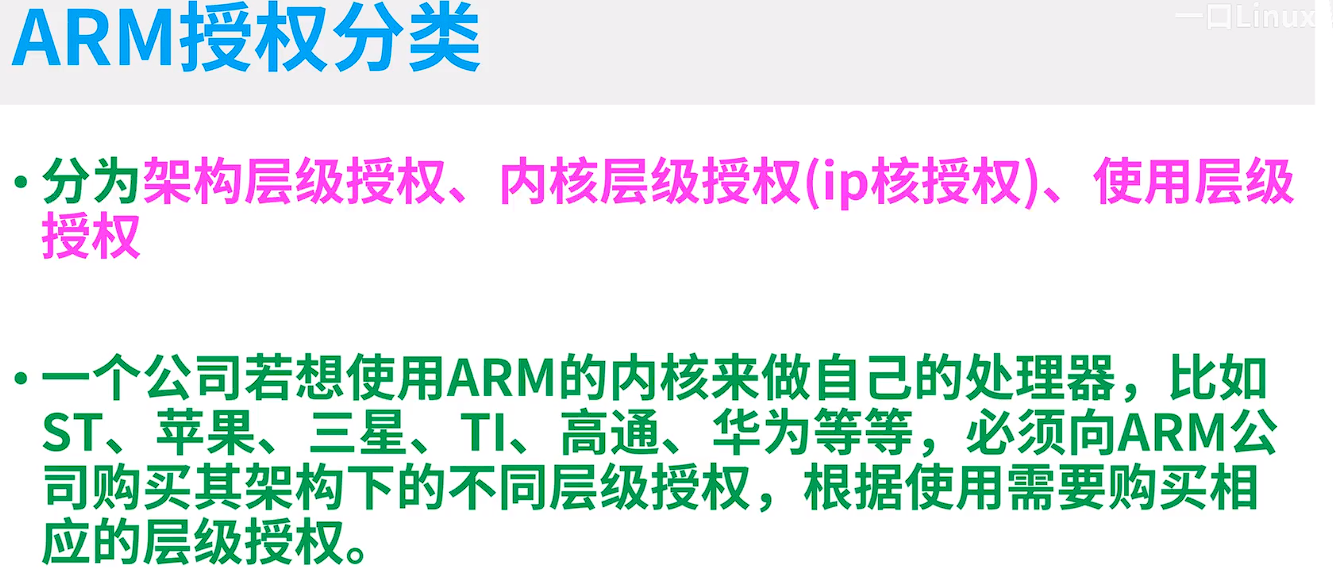 ARM授权分类
一口Linux
• 分为架构层级授权、内核层级授权(ip核授权)、使用层级
授权
• 一个公司若想使用ARM的内核来做自己的处理器，比如
ST、苹果、三星、TI、高通、华为等等，必须向ARM公
司购买其架构下的不同层级授权，根据使用需要购买相
应的层级授权。